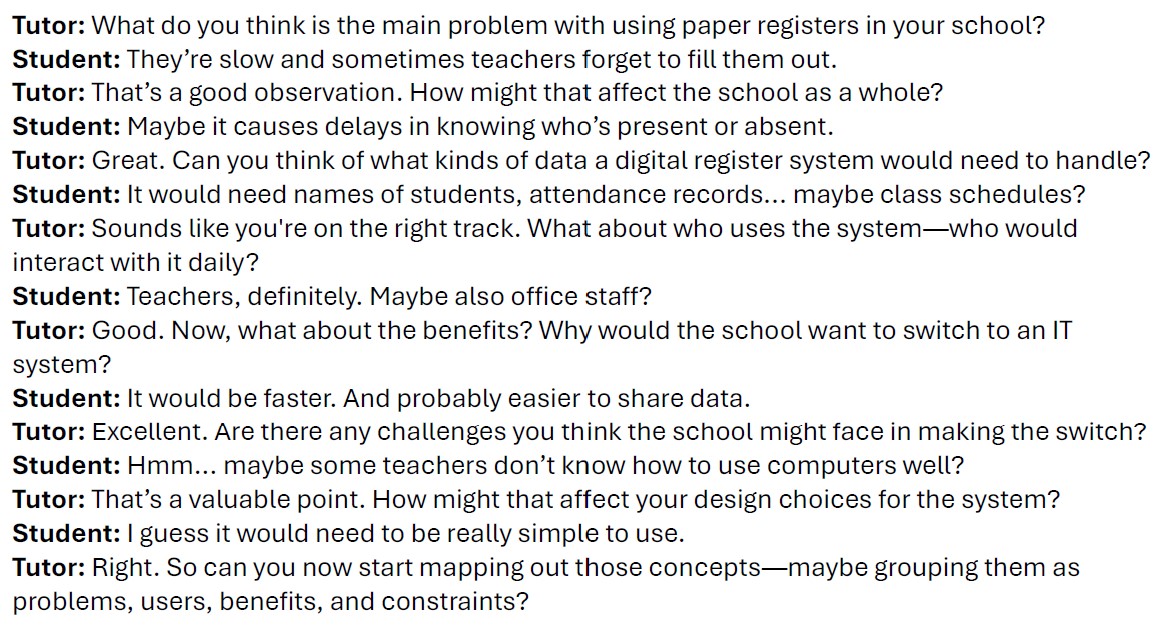 Tutor: What do you think is the main problem with using paper registers in your school?
Student: They’re slow and sometimes teachers forget to fill them out.
Tutor: That’s a good observation. How might that affect the school as a whole?
Student: Maybe it causes delays in knowing who’s present or absent.
Tutor: Great. Can you think of what kinds of data a digital register system would need to handle?
Student: It would need names of students, attendance records... maybe class schedules?
Tutor: Sounds like you're on the right track. What about who uses the system—who would
interact with it daily?
Student: Teachers, definitely. Maybe also office staff?
Tutor: Good. Now, what about the benefits? Why would the school want to switch to an IT
system?
Student: It would be faster. And probably easier to share data.
Tutor: Excellent. Are there any challenges you think the school might face in making the switch?
Student: Hmm... maybe some teachers don’t know how to use computers well?
Tutor: That’s a valuable point. How might that affect your design choices for the system?
Student: I guess it would need to be really simple to use.
Tutor: Right. So can you now start mapping out those concepts—maybe grouping them as
problems, users, benefits, and constraints?